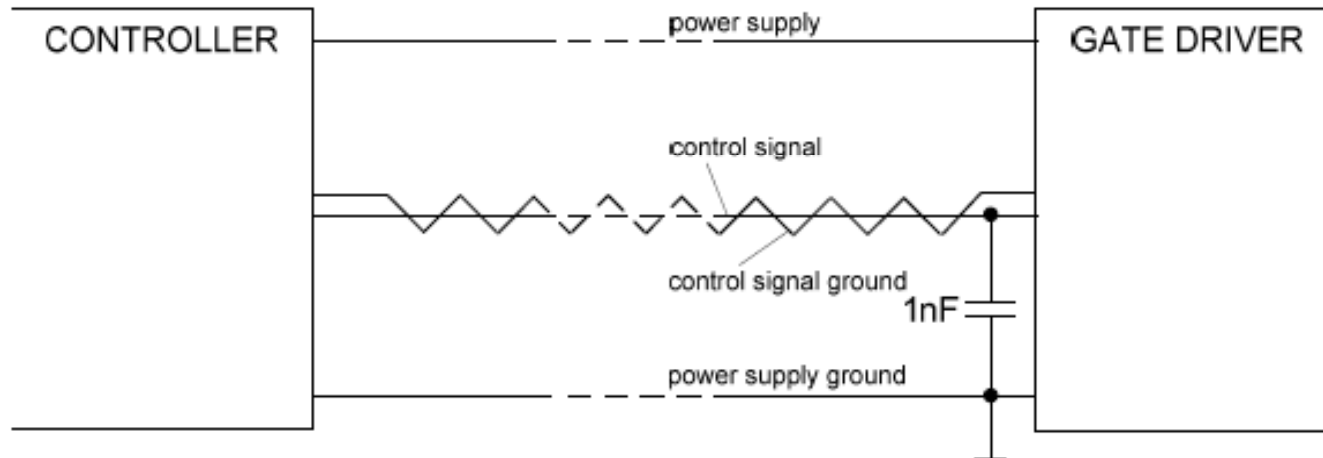 CONTROLLER
power supply
GATE DRIVER
control signal
control signal ground
1nF
power supply ground